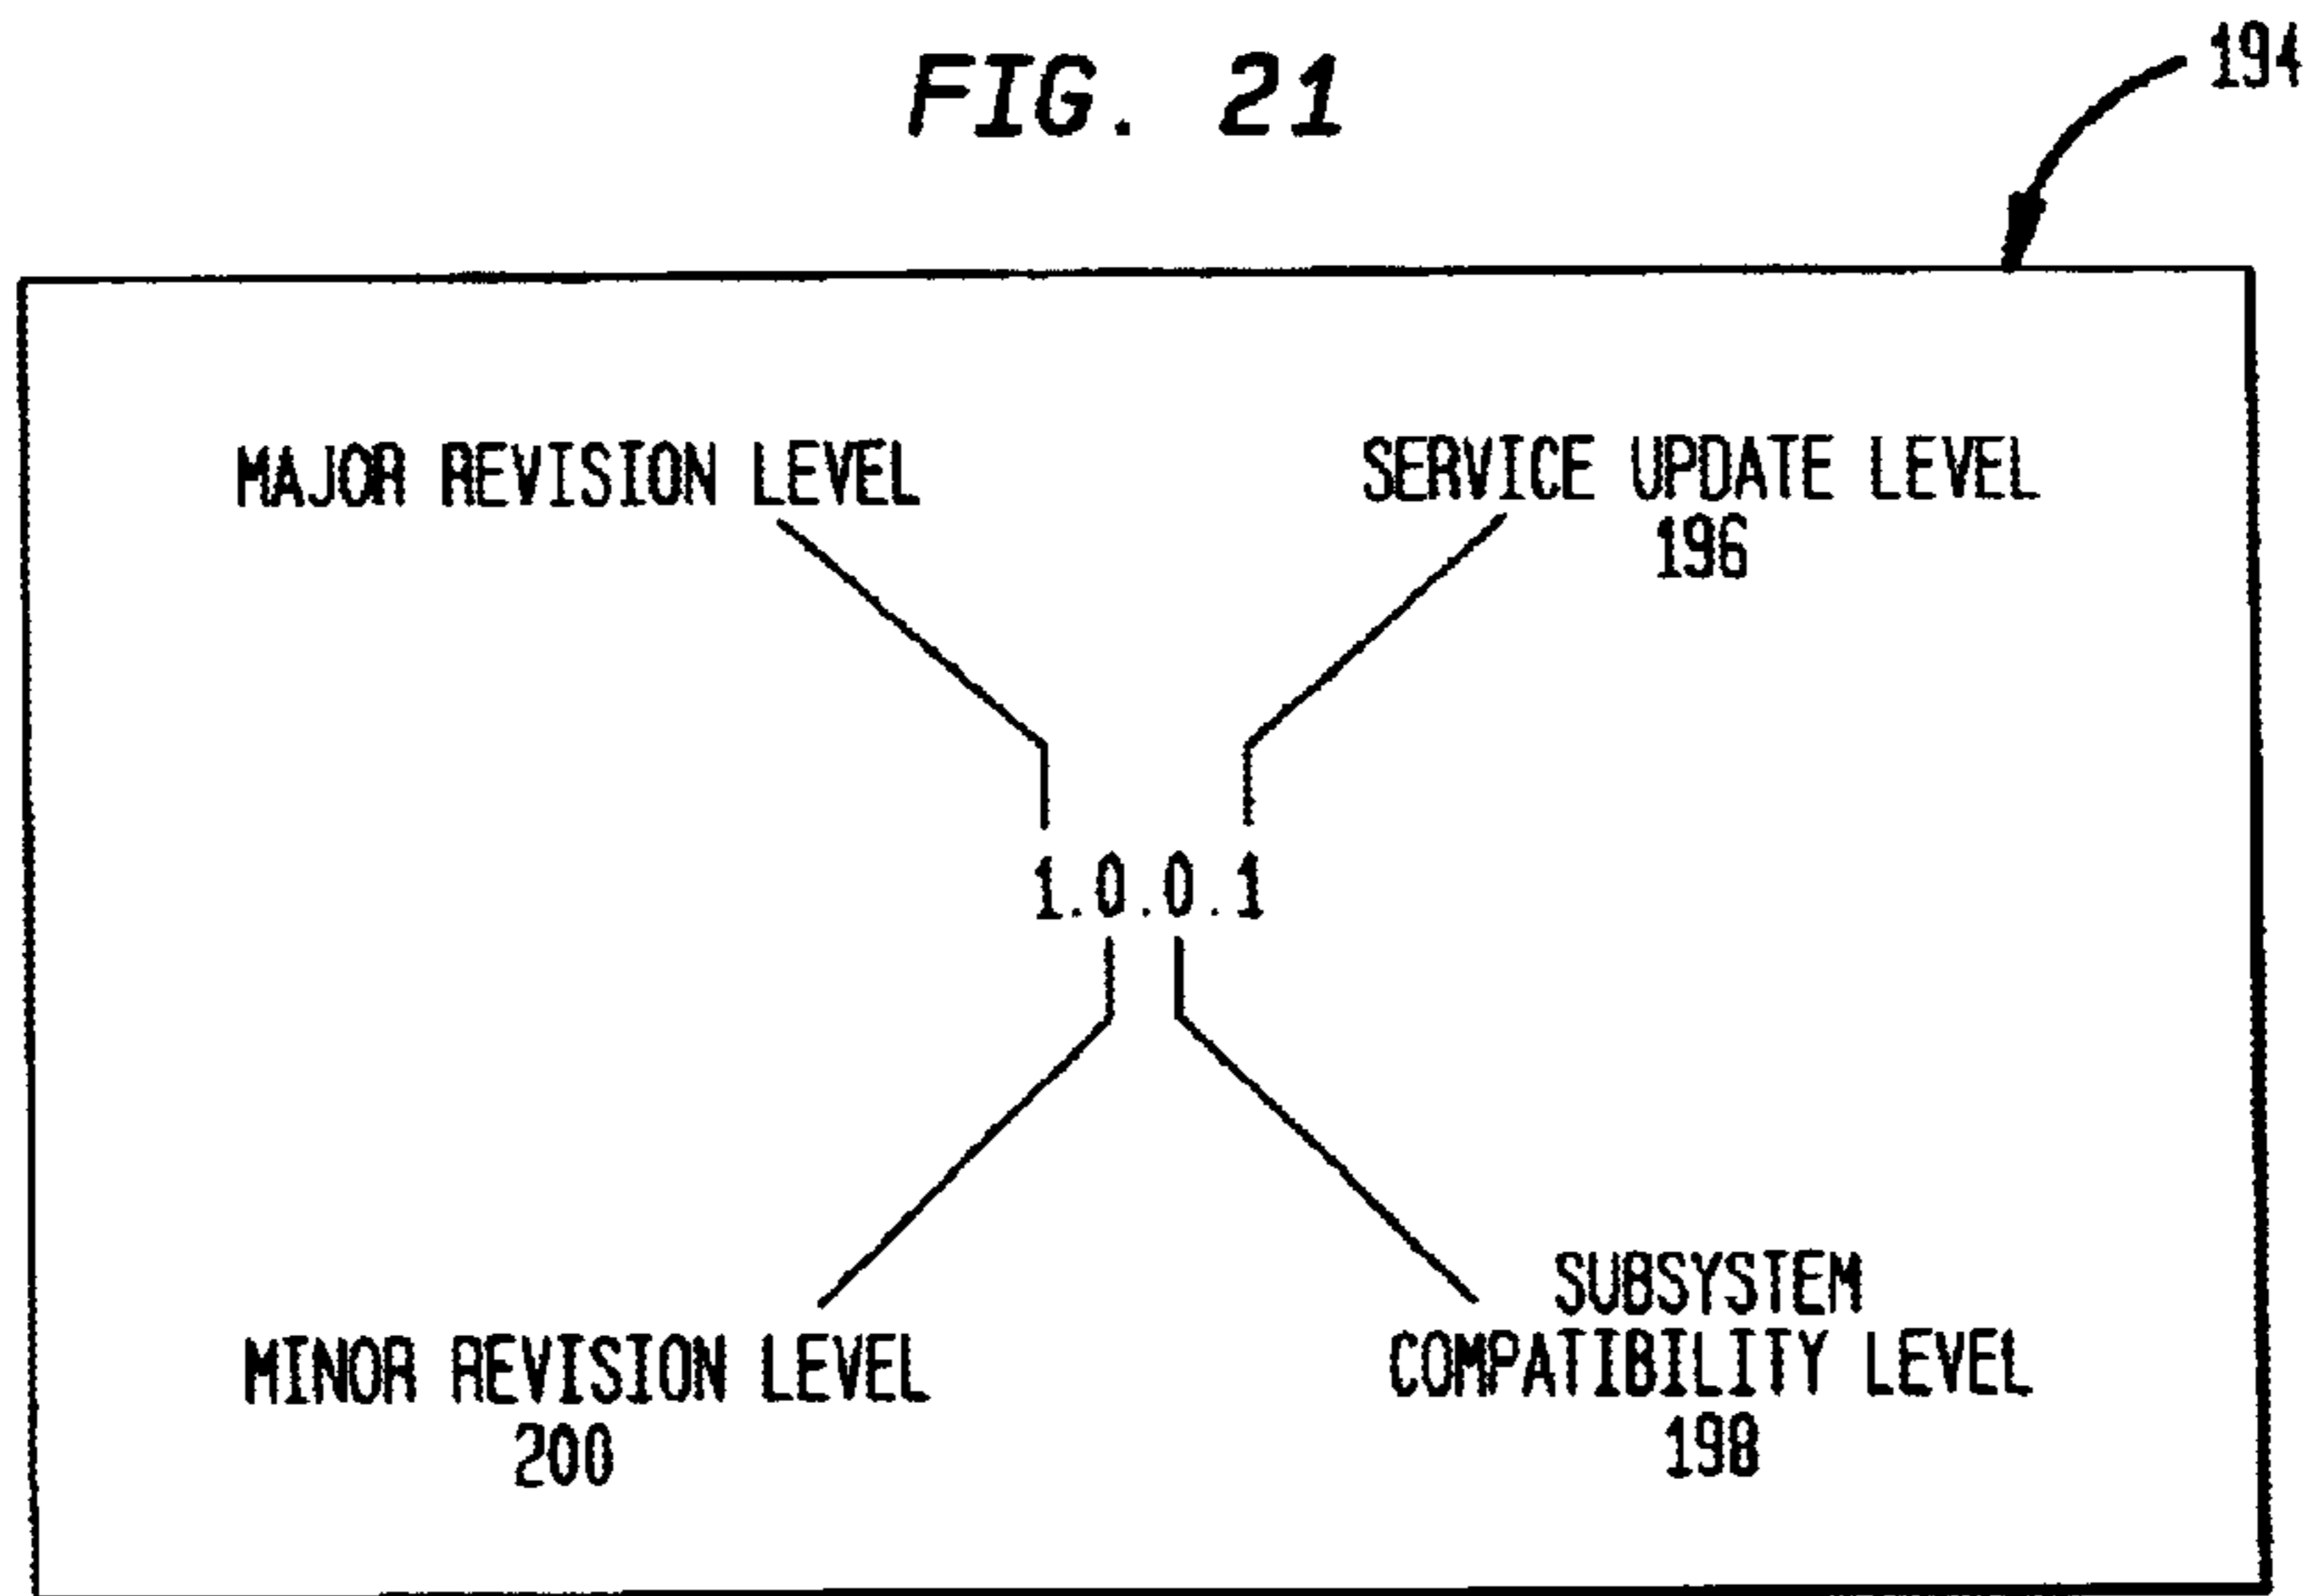 FIG. 21
194
MAJOR REVISION LEVEL
SERVICE UPDATE LEVEL
196
1.0.0.1
MINOR REVISION LEVEL
200
SUBSYSTEM
COMPATIBILITY LEVEL
198